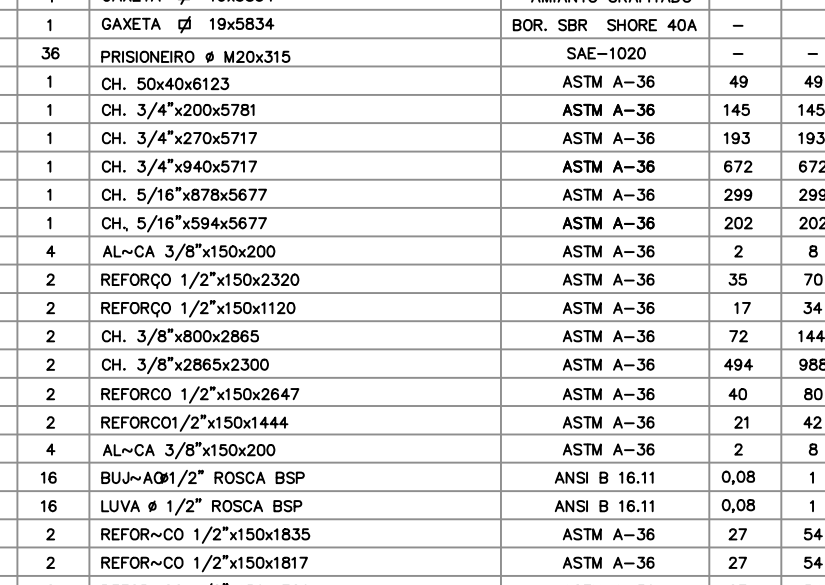 1 GAXETA 19x5834 BOR. SBR SHORE 40A –
36 PRISIONEIRO ø M20x315 SAE-1020 – –
1 CH. 50x40x6123 ASTM A-36 49 49
1 CH. 3/4"x200x5781 ASTM A-36 145 145
1 CH. 3/4"x270x5717 ASTM A-36 193 193
1 CH. 3/4"x940x5717 ASTM A-36 672 672
1 CH. 5/16"x878x5677 ASTM A-36 299 299
1 CH., 5/16"x594x5677 ASTM A-36 202 202
4 AL~CA 3/8"x150x200 ASTM A-36 2 8
2 REFORÇO 1/2"x150x2320 ASTM A-36 35 70
2 REFORÇO 1/2"x150x1120 ASTM A-36 17 34
2 CH. 3/8"x800x2865 ASTM A-36 72 144
2 CH. 3/8"x2865x2300 ASTM A-36 494 988
2 REFORCO 1/2"x150x2647 ASTM A-36 40 80
2 REFORCO1/2"x150x1444 ASTM A-36 21 42
4 AL~CA 3/8"x150x200 ASTM A-36 2 8
16 BUJ~AOø1/2" ROSCA BSP ANSI B 16.11 0,08 1
16 LUVA ø 1/2" ROSCA BSP ANSI B 16.11 0,08 1
2 REFOR~CO 1/2"x150x1835 ASTM A-36 27 54
2 REFOR~CO 1/2"x150x1817 ASTM A-36 27 54